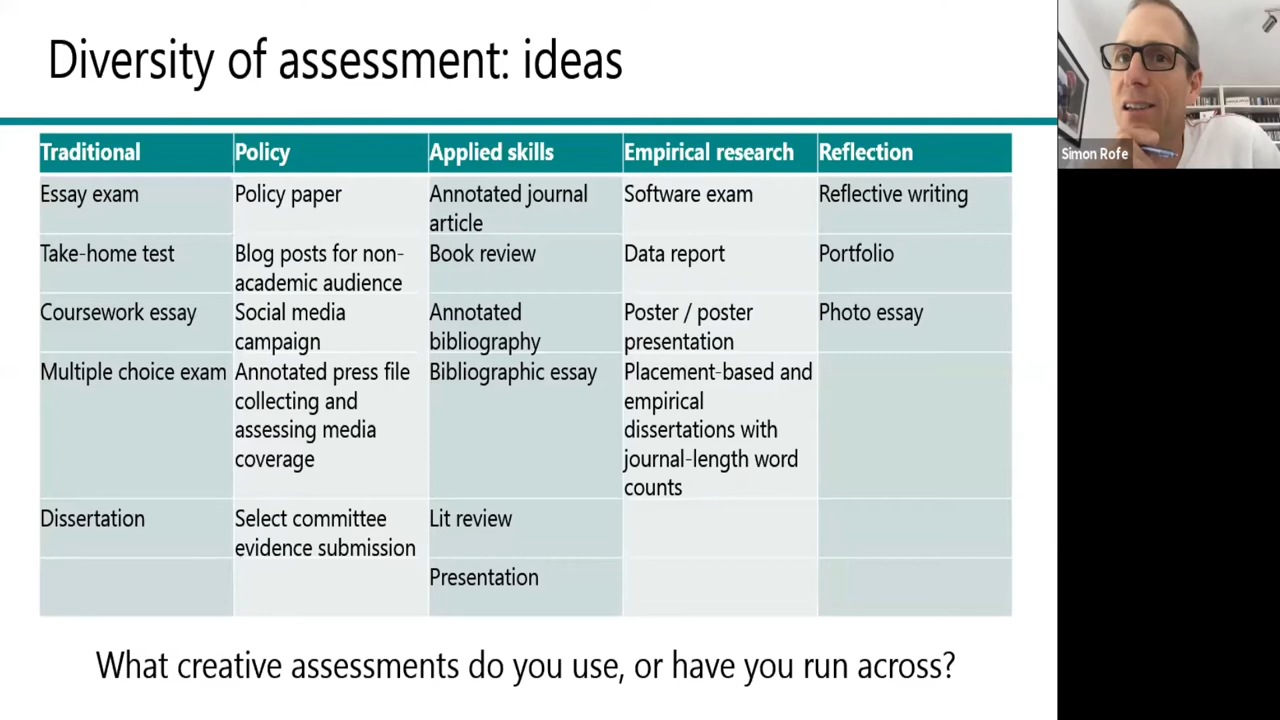 Diversity of assessment: ideas
Simon Rofe
Traditional
Policy
Applied skills
Empirical research
Reflection
Essay exam
Policy paper
Annotated journal
article
Software exam
Reflective writing
Take-home test
Blog posts for non-
academic audience
Book review
Data report
Portfolio
Coursework essay
Social media
campaign
Annotated
bibliography
Poster / poster
presentation
Photo essay
Multiple choice exam
Annotated press file
collecting and
assessing media
coverage
Bibliographic essay
Placement-based and
empirical
dissertations with
journal-length word
counts
Dissertation
Select committee
evidence submission
Lit review
Presentation
What creative assessments do you use, or have you run across?